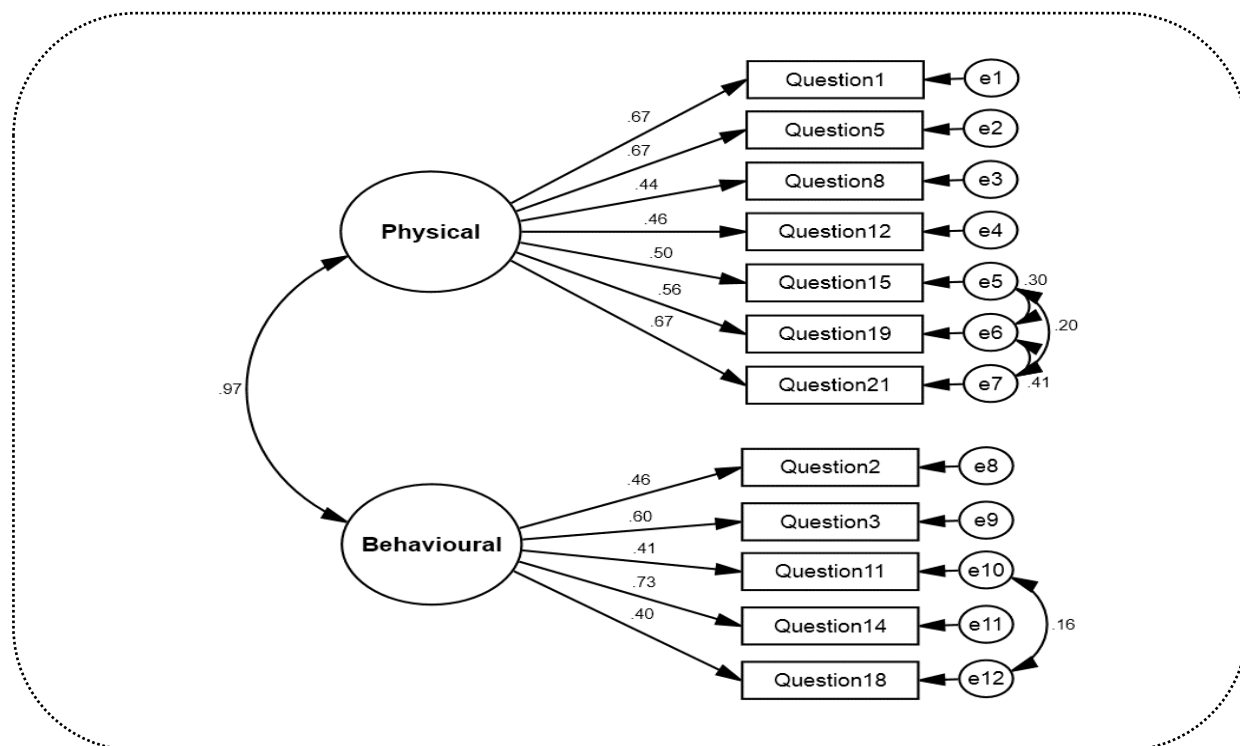 Question1 e1
.67
Question5 e2
.67
Question8 e3
.44
Physical
Question12 e4
.46
Question15 e5
.50
.30
Question19 e6
.56
.20
Question21 e7
.67
.41
.97
Question2 e8
.46
Question3 e9
.60
Behavioural
Question11 e10
.41
Question14 e11
.73
.16
Question18 e12
.40